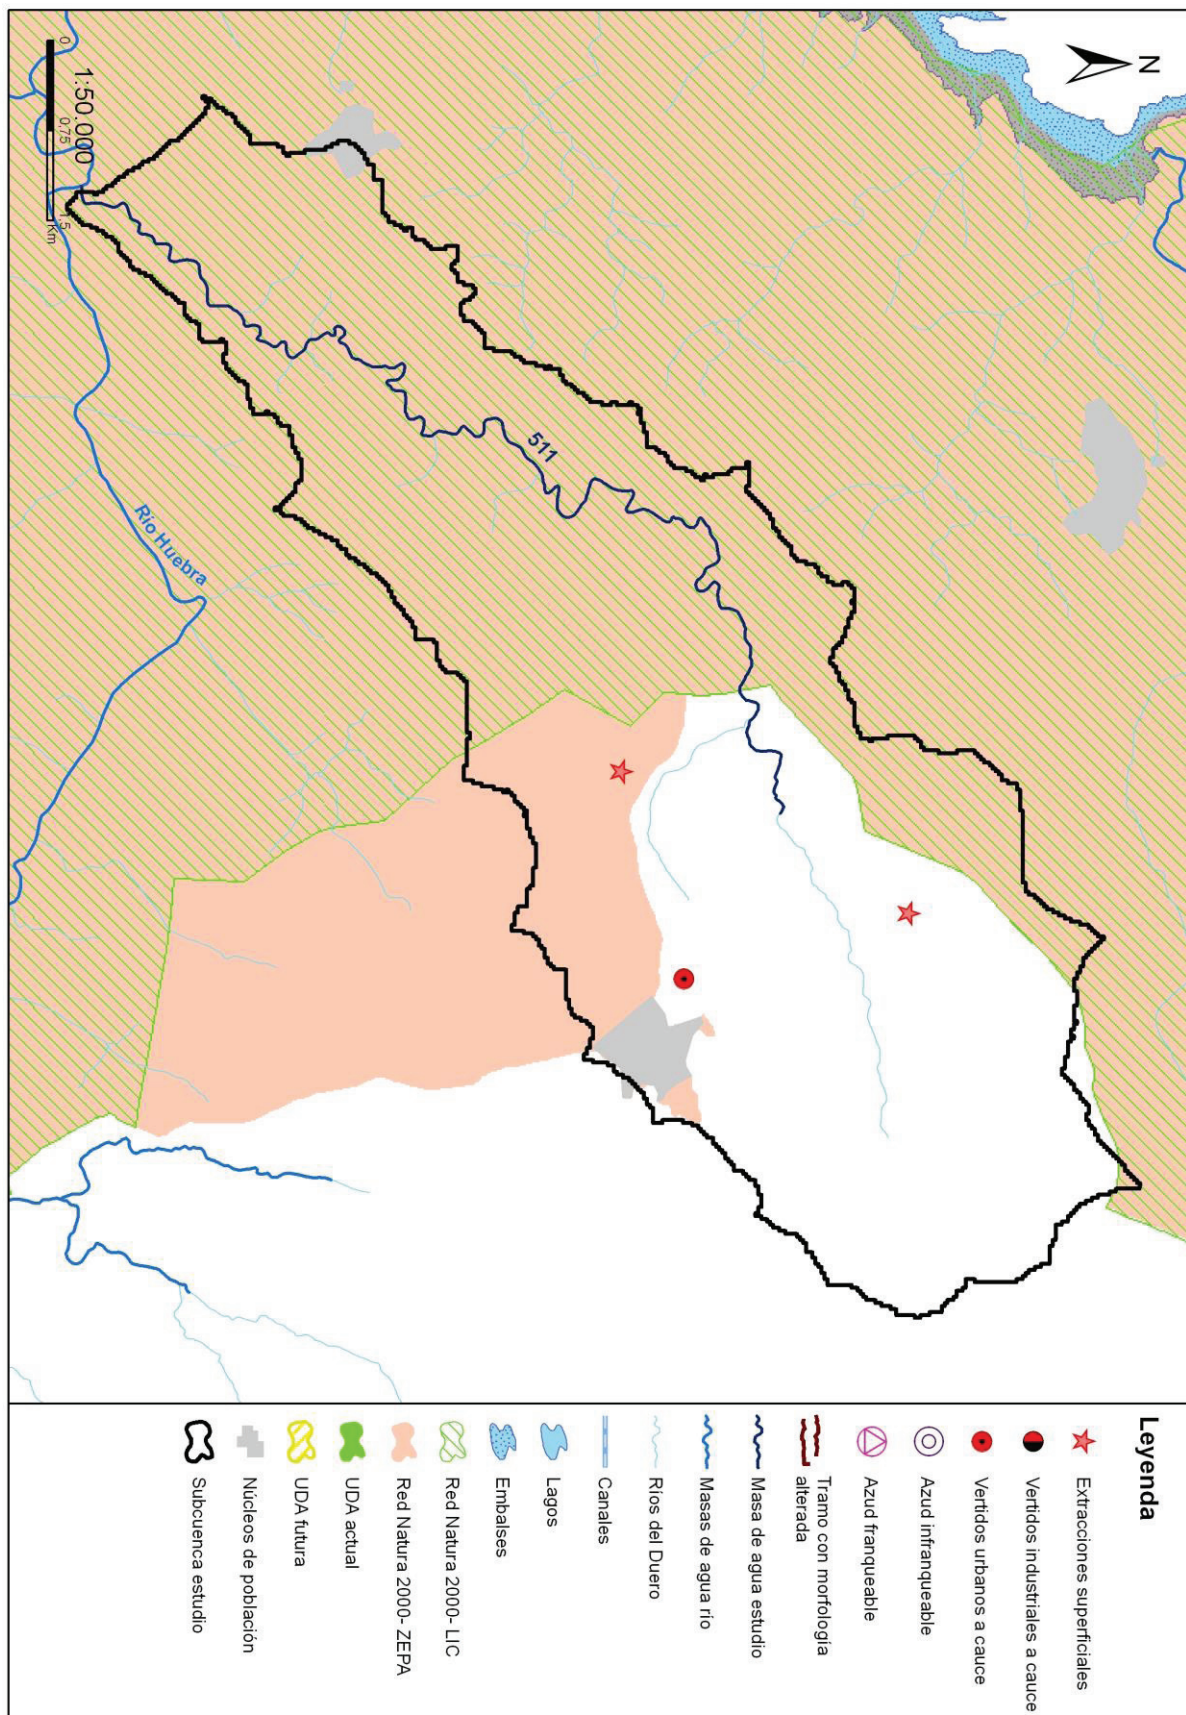 N
1:50.000
0
0,75
1,5
Km
511
Río Huebra
Leyenda
Extracciones superficiales
Vertidos industriales a cauce
Vertidos urbanos a cauce
Azud infranqueable
Azud franqueable
Tramo con morfología
alterada
Masa de agua estudio
Masas de agua río
Ríos del Duero
Canales
Lagos
Embalses
Red Natura 2000- LIC
Red Natura 2000- ZEPA
UDA actual
UDA futura
Núcleos de población
Subcuenca estudio